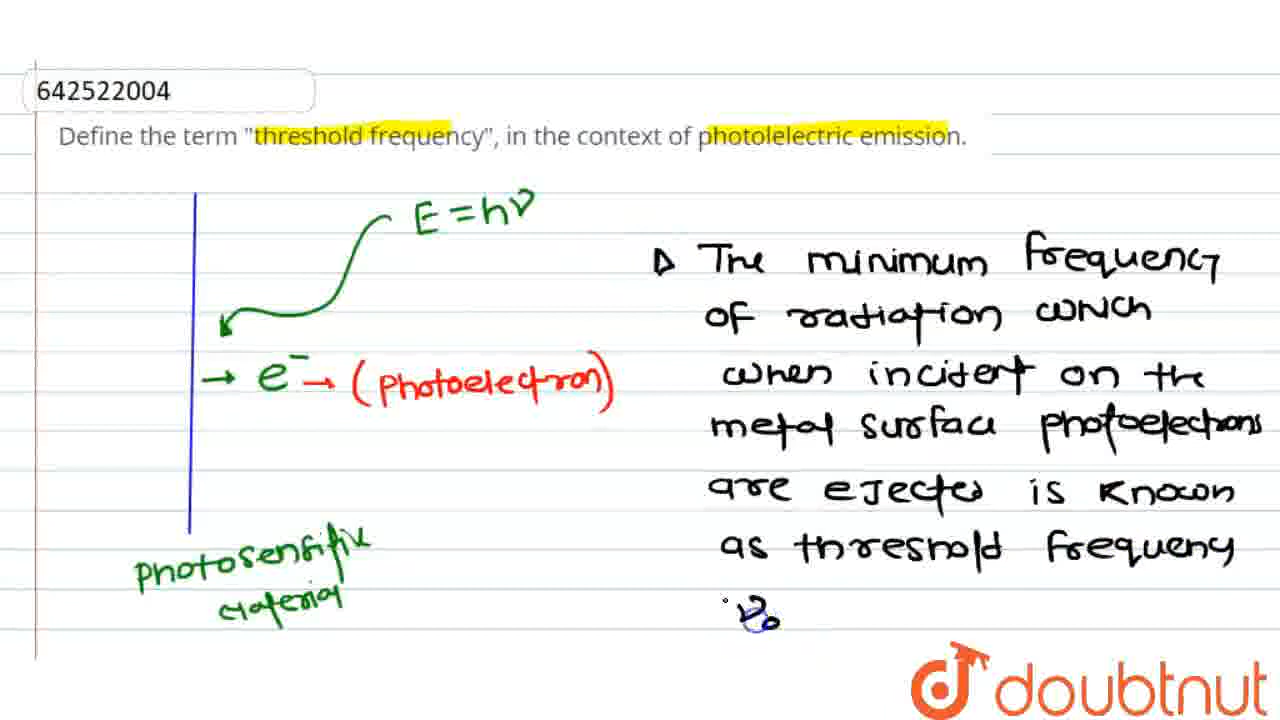 642522004
Define the term "threshold frequency", in the context of photolelectric emission.
E = hν
→ e⁻ → (Photoelectron)
Photosensitive
Material
The minimum frequency
of radiation which
when incident on the
metal surface photoelectrons
are ejected is known
as threshold frequency
ν₀
doubtnut